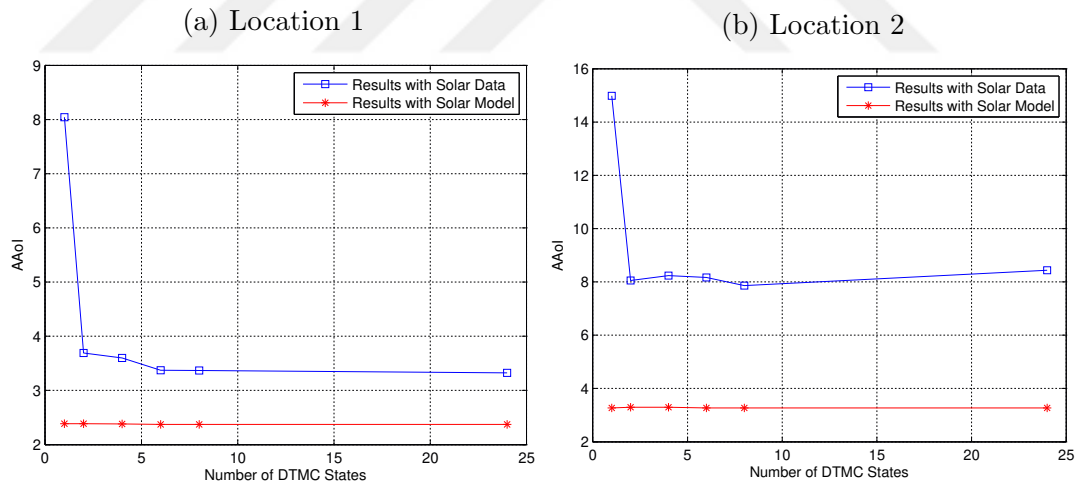 (a) Location 1
(b) Location 2
9
8
7
6
5
4
3
2
AAoI
0
5
10
15
20
25
Number of DTMC States
Results with Solar Data
Results with Solar Model
16
14
12
10
8
6
4
2
AAoI
0
5
10
15
20
25
Number of DTMC States
Results with Solar Data
Results with Solar Model